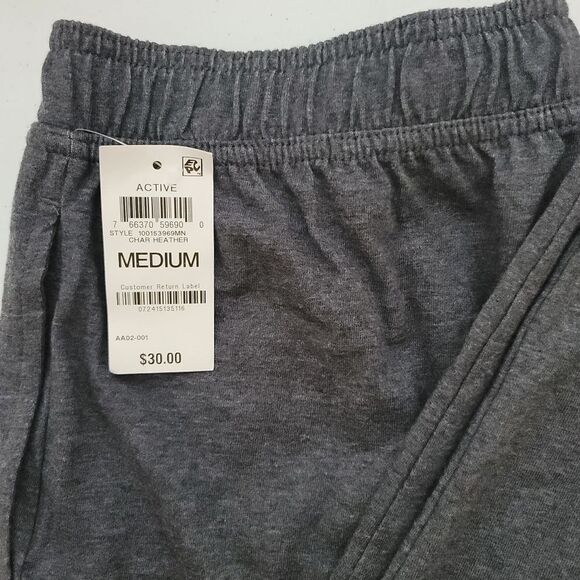 ACTIVE
7 66370 59690 0
STYLE 100153969MN
CHAR HEATHER
MEDIUM
Customer Return Label
072415135116
AA02-001
$30.00